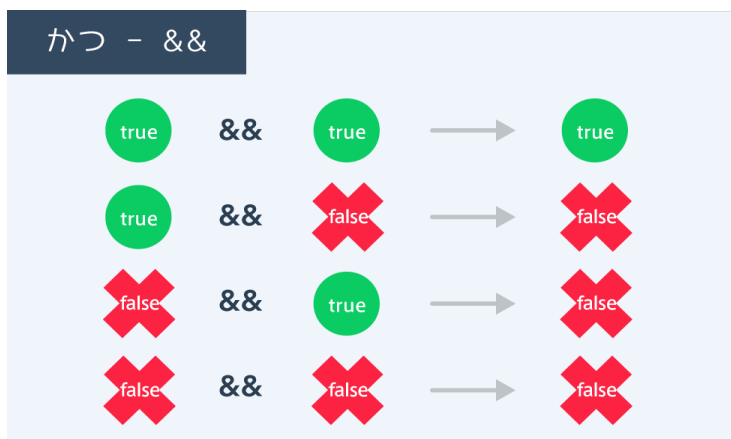 かつ - &&
true && true true
true && false false
false && true false
false && false false